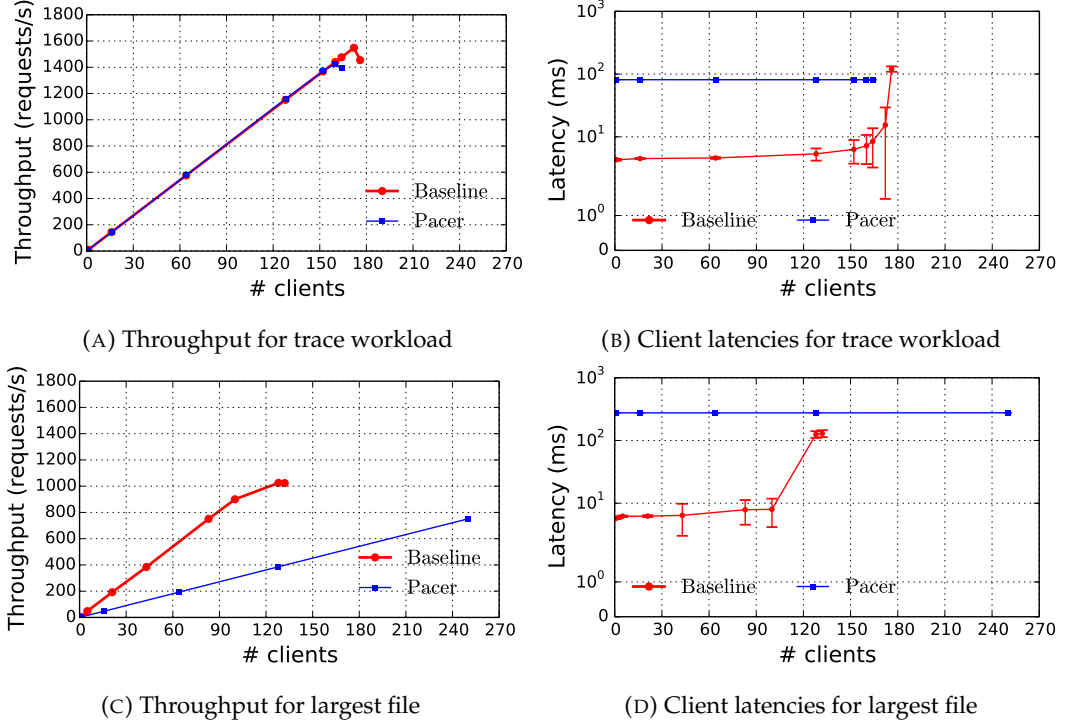 1800
1600
1400
1200
1000
800
600
400
200
0
0 30 60 90 120 150 180 210 240 270
Throughput (requests/s)
# clients
Baseline
Pacer
(A) Throughput for trace workload
10^3
10^2
10^1
10^0
0
0 30 60 90 120 150 180 210 240 270
Latency (ms)
# clients
Baseline Pacer
(B) Client latencies for trace workload
1800
1600
1400
1200
1000
800
600
400
200
0
0 30 60 90 120 150 180 210 240 270
Throughput (requests/s)
# clients
Baseline
Pacer
(C) Throughput for largest file
10^3
10^2
10^1
10^0
0
0 30 60 90 120 150 180 210 240 270
Latency (ms)
# clients
Baseline Pacer
(D) Client latencies for largest file